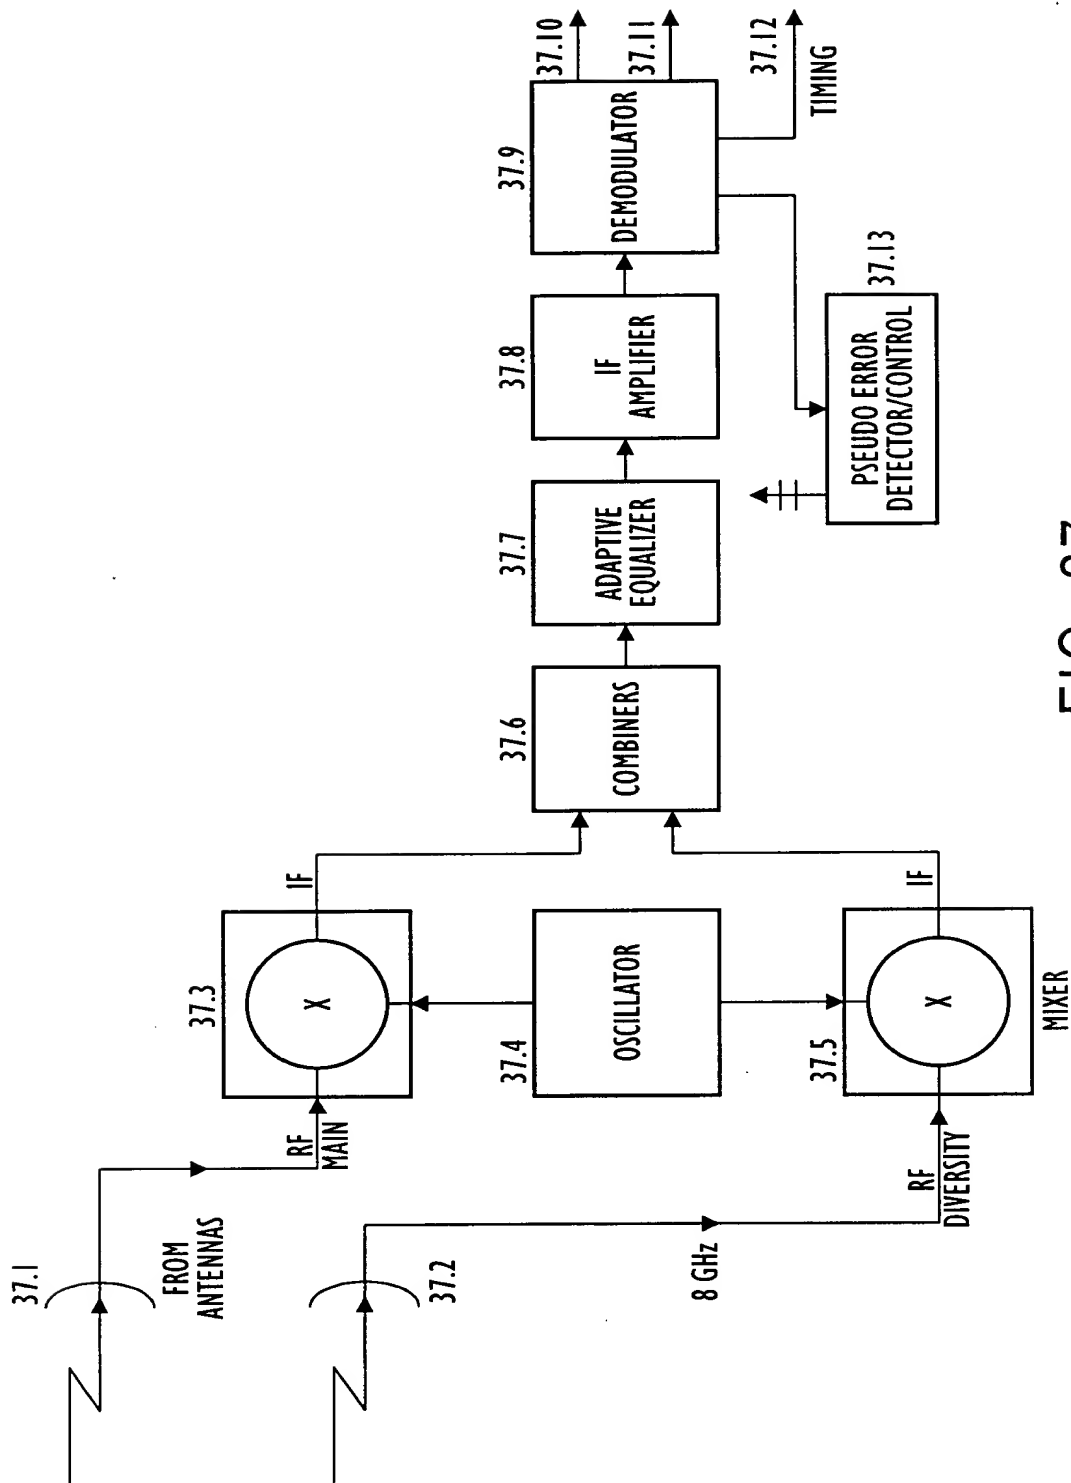 37.1
FROM
ANTENNAS
37.2
8 GHz
RF
MAIN
RF
DIVERSITY
37.3
X
IF
37.4
OSCILLATOR
37.5
X
IF
MIXER
37.6
COMBINERS
37.7
ADAPTIVE
EQUALIZER
37.8
IF
AMPLIFIER
37.9
DEMODULATOR
37.10
37.11
37.12
TIMING
PSEUDO ERROR
DETECTOR/CONTROL
37.13
FIG